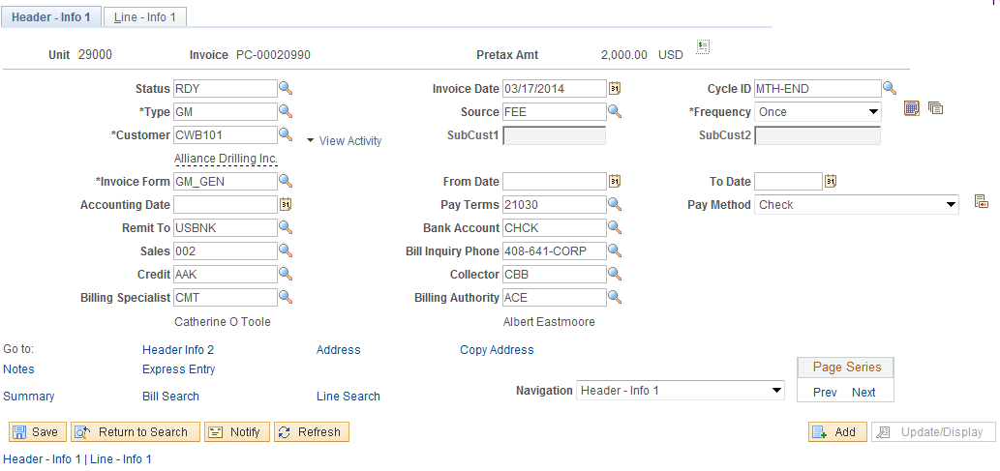 Header - Info 1 Line - Info 1
Unit 29000 Invoice PC-00020990 Pretax Amt 2,000.00 USD
Status RDY Invoice Date 03/17/2014 Cycle ID MTH-END
*Type GM Source FEE *Frequency Once
*Customer CWB101 View Activity SubCust1 SubCust2
Alliance Drilling Inc.
*Invoice Form GM_GEN From Date To Date
Accounting Date Pay Terms 21030 Pay Method Check
Remit To USBNK Bank Account CHCK
Sales 002 Bill Inquiry Phone 408-641-CORP
Credit AAK Collector CBB
Billing Specialist CMT Billing Authority ACE
Catherine O Toole Albert Eastmoore
Go to: Header Info 2 Address Copy Address
Notes Express Entry Page Series
Summary Bill Search Line Search Navigation Header - Info 1 Prev Next
Save Return to Search Notify Refresh Add Update/Display
Header - Info 1 | Line - Info 1